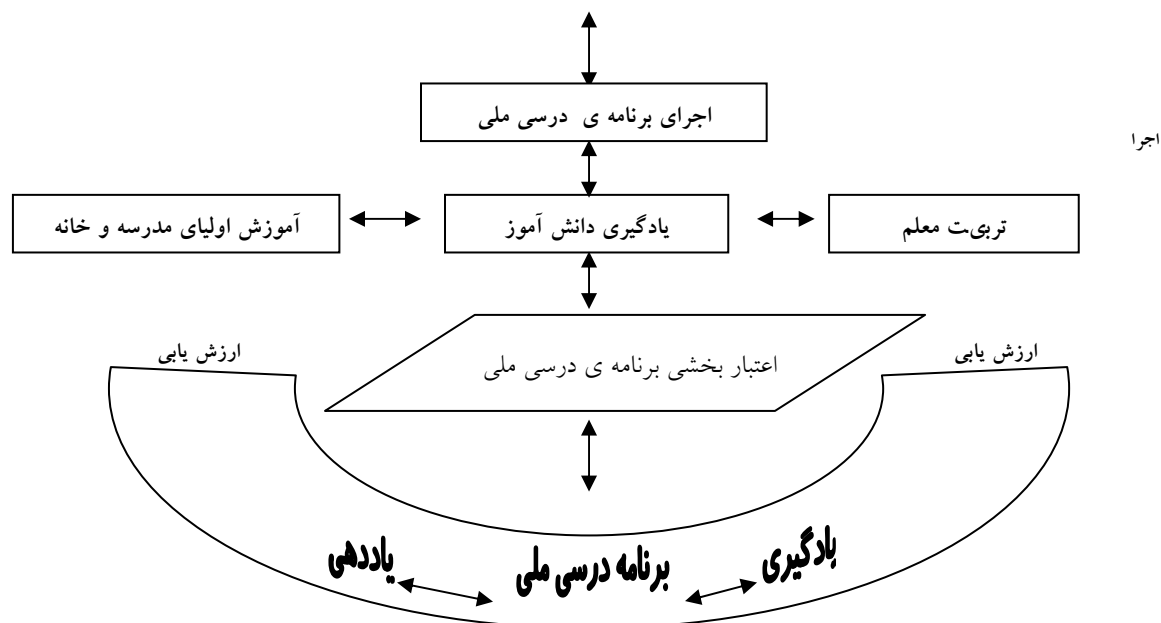 اجرای برنامه ی درسی ملی
اجرا
تربیت معلم
یادگیری دانش آموز
آموزش اولیای مدرسه و خانه
ارزش یابی
اعتبار بخشی برنامه ی درسی ملی
ارزش یابی
یادگیری
برنامه درسی ملی
یاددهی